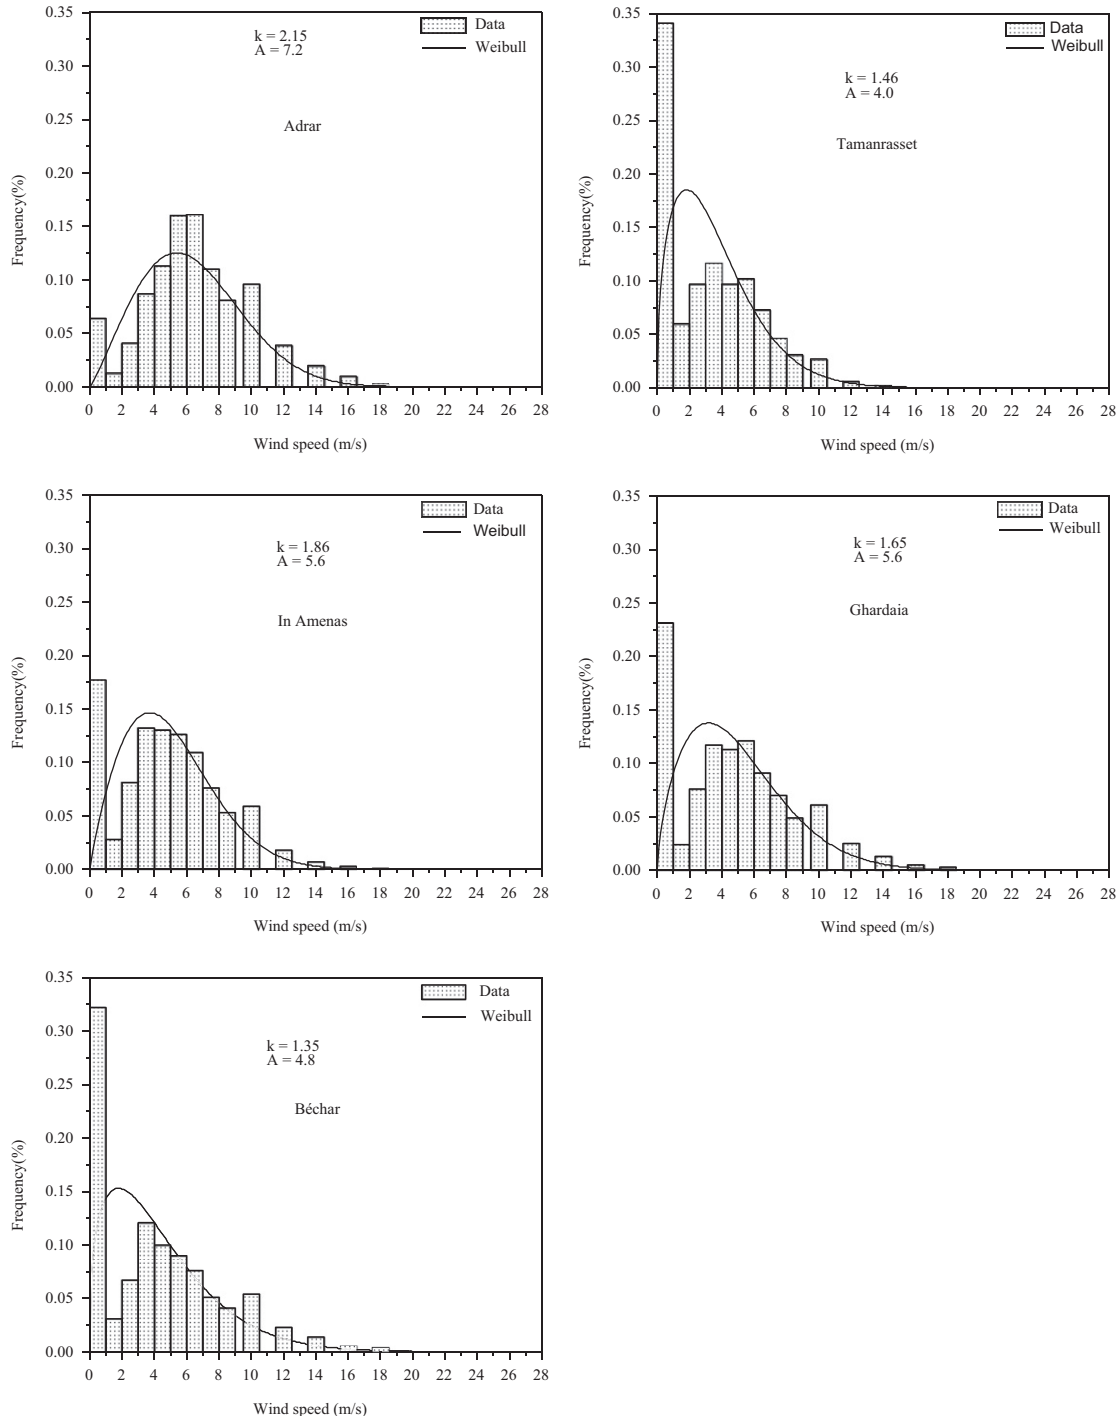 0.35
0.30
0.25
0.20
0.15
0.10
0.05
0.00
Frequency(%)
k = 2.15
A = 7.2
Adrar
Data
Weibull
0 2 4 6 8 10 12 14 16 18 20 22 24 26 28
Wind speed (m/s)
0.35
0.30
0.25
0.20
0.15
0.10
0.05
0.00
Frequency(%)
k = 1.46
A = 4.0
Tamanrasset
Data
Weibull
0 2 4 6 8 10 12 14 16 18 20 22 24 26 28
Wind speed (m/s)
0.35
0.30
0.25
0.20
0.15
0.10
0.05
0.00
Frequency(%)
k = 1.86
A = 5.6
In Amenas
Data
Weibull
0 2 4 6 8 10 12 14 16 18 20 22 24 26 28
Wind speed (m/s)
0.35
0.30
0.25
0.20
0.15
0.10
0.05
0.00
Frequency(%)
k = 1.65
A = 5.6
Ghardaia
Data
Weibull
0 2 4 6 8 10 12 14 16 18 20 22 24 26 28
Wind speed (m/s)
0.35
0.30
0.25
0.20
0.15
0.10
0.05
0.00
Frequency(%)
k = 1.35
A = 4.8
Béchar
Data
Weibull
0 2 4 6 8 10 12 14 16 18 20 22 24 26 28
Wind speed (m/s)